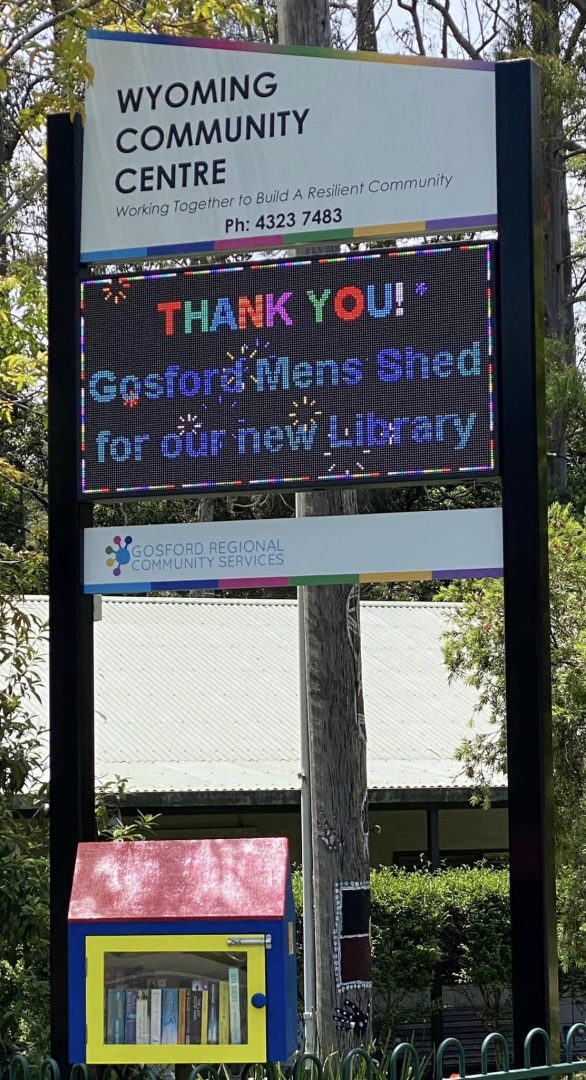 WYOMING
COMMUNITY
CENTRE
Working Together to Build A Resilient Community
Ph: 4323 7483
THANK YOU!
Gosford Mens Shed
for our new Library
GOSFORD REGIONAL
COMMUNITY SERVICES